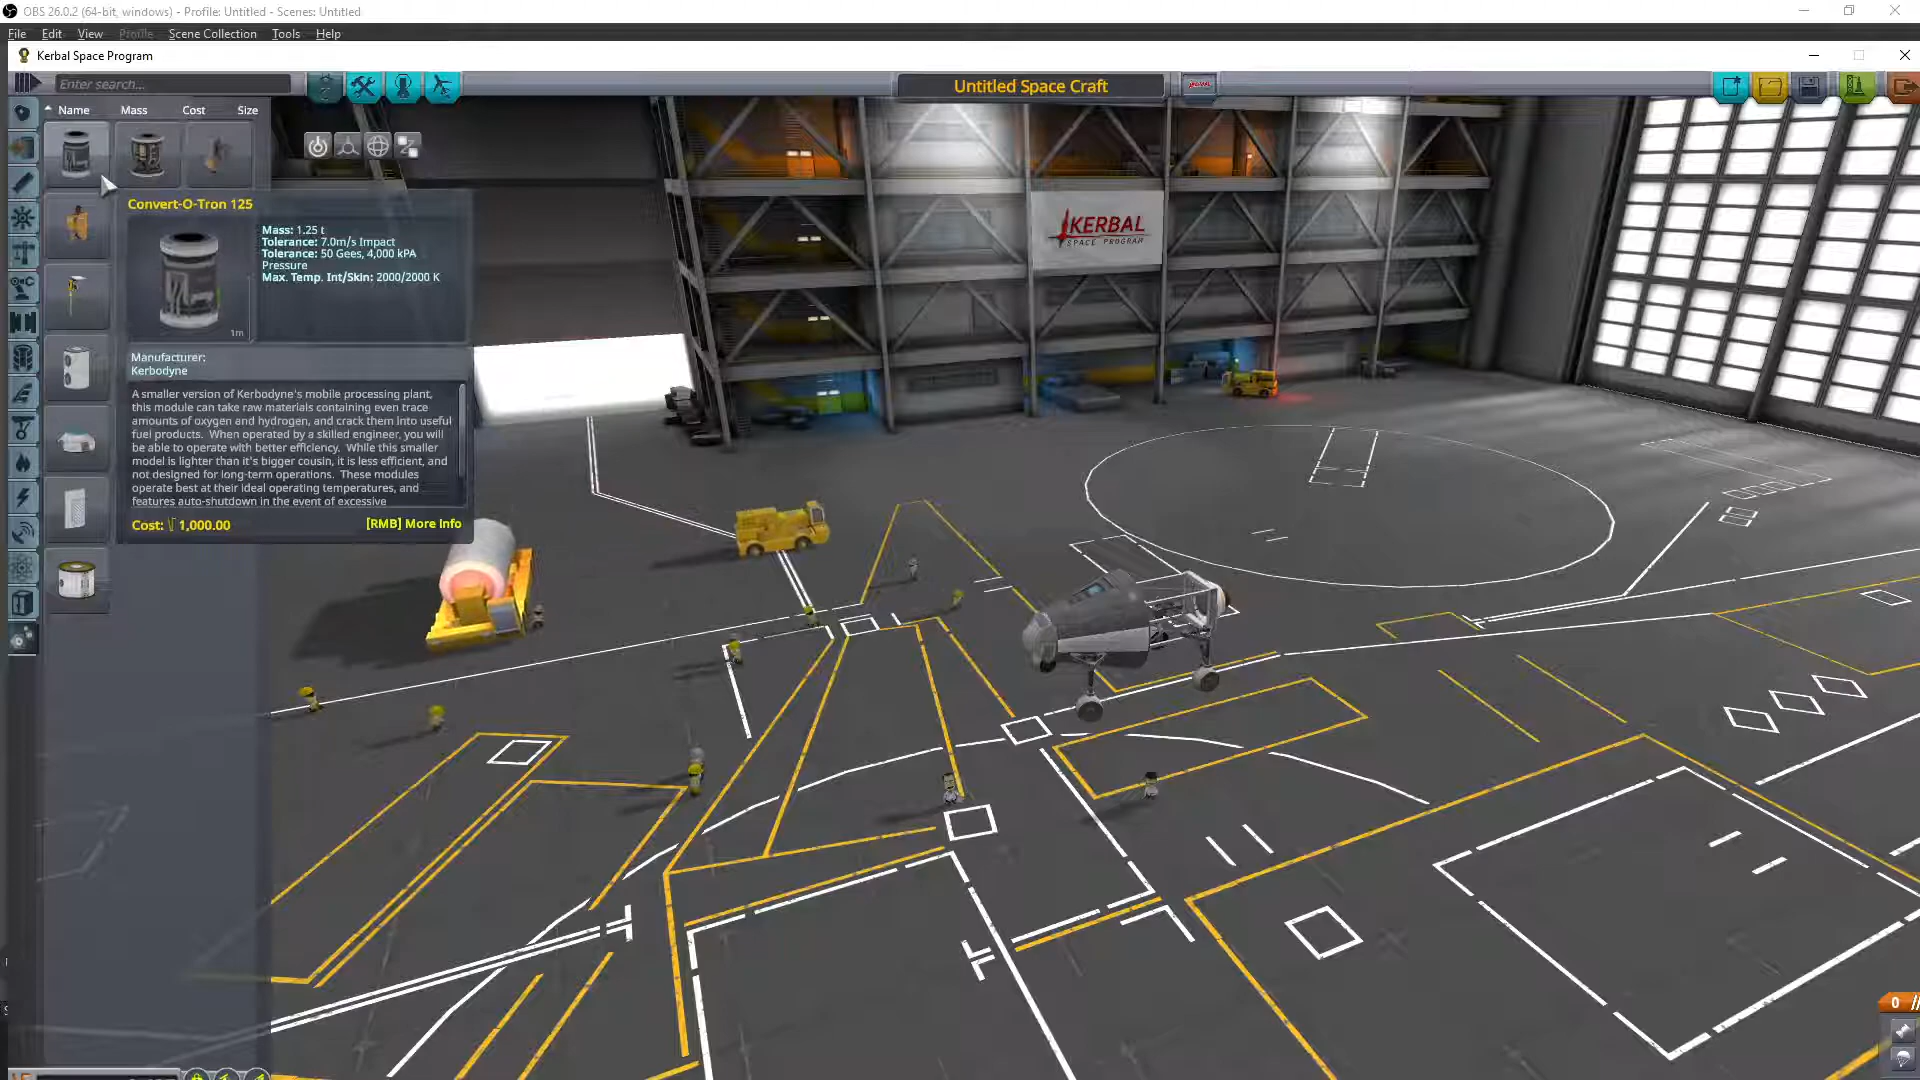 OBS 26.0.2 (64-bit, windows) - Profile: Untitled - Scenes: Untitled
File Edit View Profile Scene Collection Tools Help
Kerbal Space Program
Enter search...
Untitled Space Craft
Name Mass Cost Size
Convert-O-Tron 125
Mass: 1.25 t
Tolerance: 7.0m/s Impact
Tolerance: 50 Gees, 4,000 kPA
Pressure
Max. Temp. Int/Skin: 2000/2000 K
1m
KERBAL
SPACE PROGRAM
Manufacturer:
Kerbodyne
A smaller version of Kerbodyne's mobile processing plant,
this module can take raw materials containing even trace
amounts of oxygen and hydrogen, and crack them into useful
fuel products. When operated by a skilled engineer, you will
be able to operate with better efficiency. While this smaller
model is lighter than it's bigger cousin, it is less efficient, and
not designed for long-term operations. These modules
operate best at their ideal operating temperatures, and
features auto-shutdown in the event of excessive
Cost: 1,000.00 [RMB] More Info
0